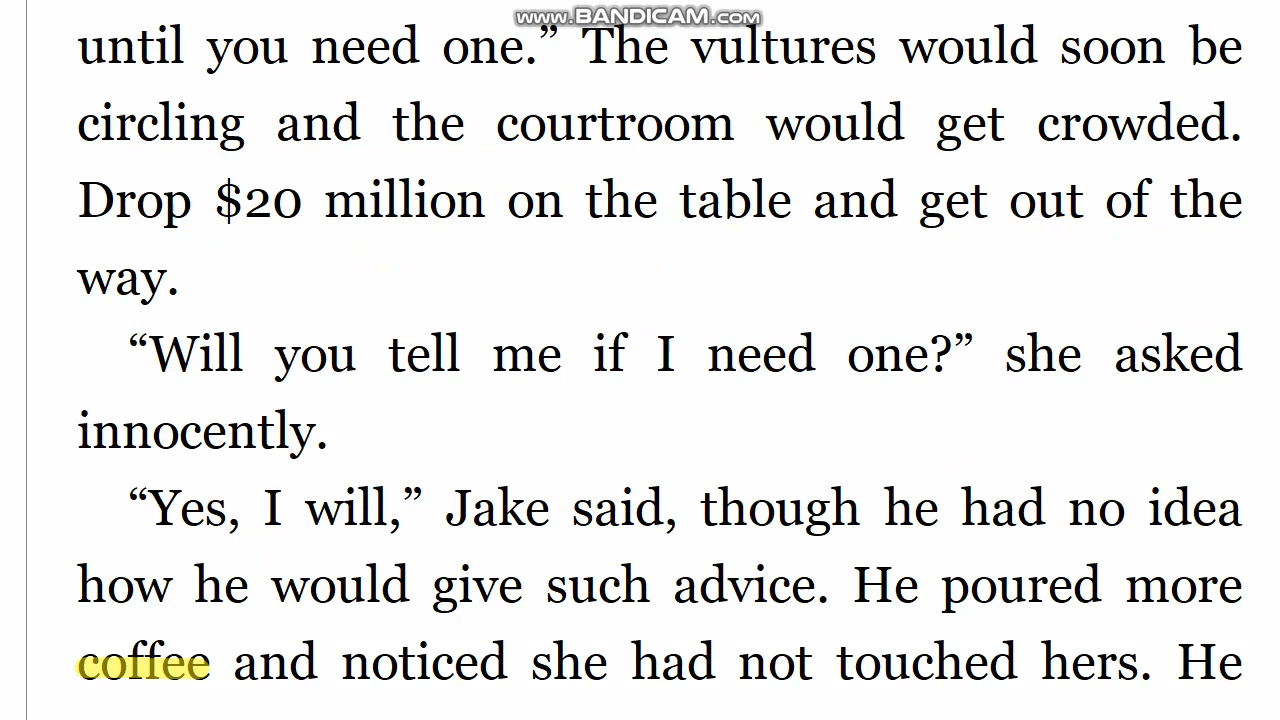 www.BANDICAM.com
until you need one.” The vultures would soon be
circling and the courtroom would get crowded.
Drop $20 million on the table and get out of the
way.
“Will you tell me if I need one?” she asked
innocently.
“Yes, I will,” Jake said, though he had no idea
how he would give such advice. He poured more
coffee and noticed she had not touched hers. He